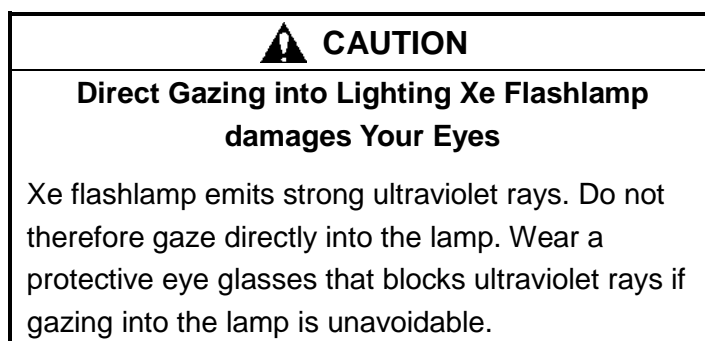 CAUTION
Direct Gazing into Lighting Xe Flashlamp
damages Your Eyes
Xe flashlamp emits strong ultraviolet rays. Do not
therefore gaze directly into the lamp. Wear a
protective eye glasses that blocks ultraviolet rays if
gazing into the lamp is unavoidable.